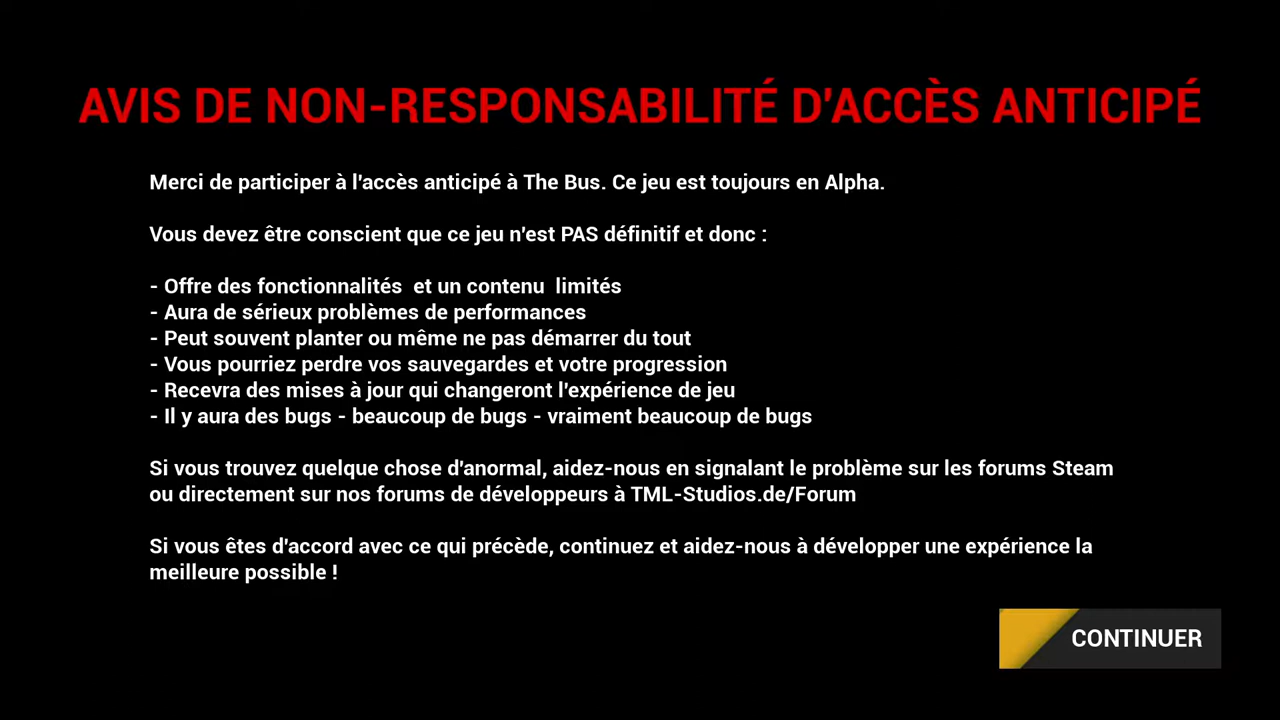 AVIS DE NON-RESPONSABILITÉ D'ACCÈS ANTICIPÉ
Merci de participer à l'accès anticipé à The Bus. Ce jeu est toujours en Alpha.
Vous devez être conscient que ce jeu n'est PAS définitif et donc :
- Offre des fonctionnalités  et un contenu  limités
- Aura de sérieux problèmes de performances
- Peut souvent planter ou même ne pas démarrer du tout
- Vous pourriez perdre vos sauvegardes et votre progression
- Recevra des mises à jour qui changeront l'expérience de jeu
- Il y aura des bugs - beaucoup de bugs - vraiment beaucoup de bugs
Si vous trouvez quelque chose d'anormal, aidez-nous en signalant le problème sur les forums Steam
ou directement sur nos forums de développeurs à TML-Studios.de/Forum
Si vous êtes d'accord avec ce qui précède, continuez et aidez-nous à développer une expérience la
meilleure possible !
CONTINUER